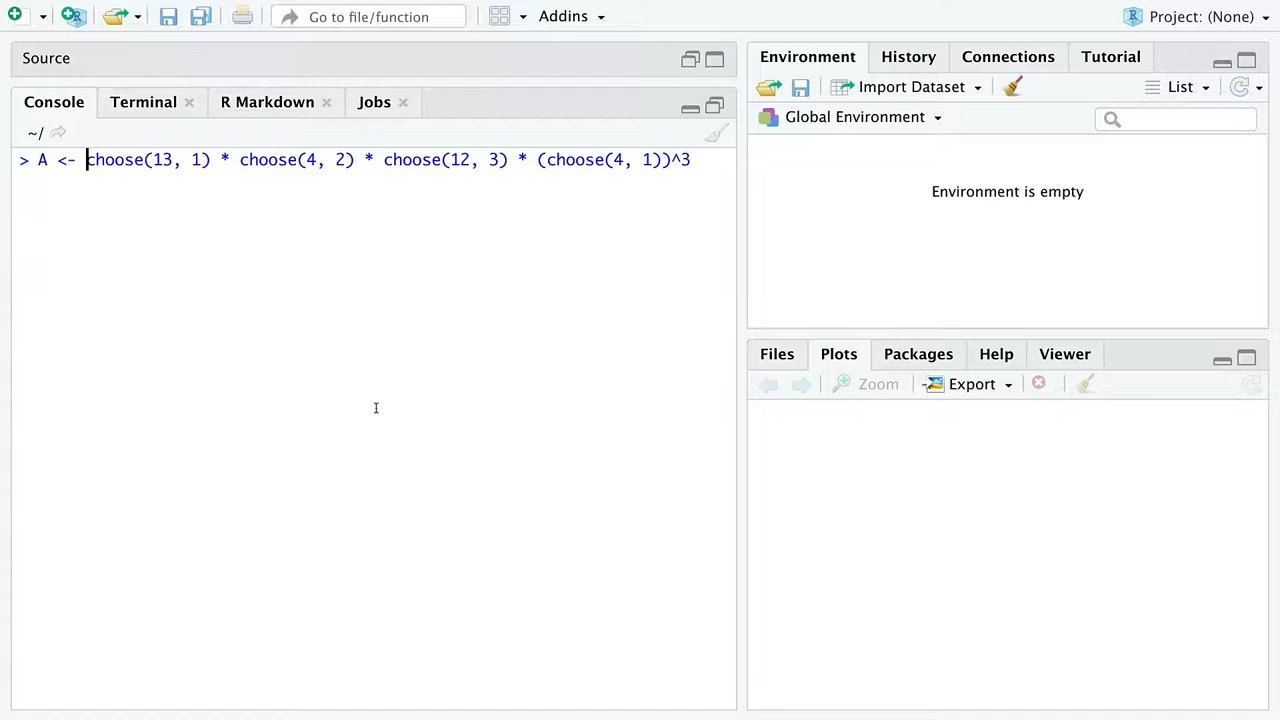 Go to file/function
Addins
Project: (None)
Source
Console Terminal R Markdown Jobs
~/
> A <- choose(13, 1) * choose(4, 2) * choose(12, 3) * (choose(4, 1))^3
Environment History Connections Tutorial
Import Dataset List
Global Environment
Environment is empty
Files Plots Packages Help Viewer
Zoom Export